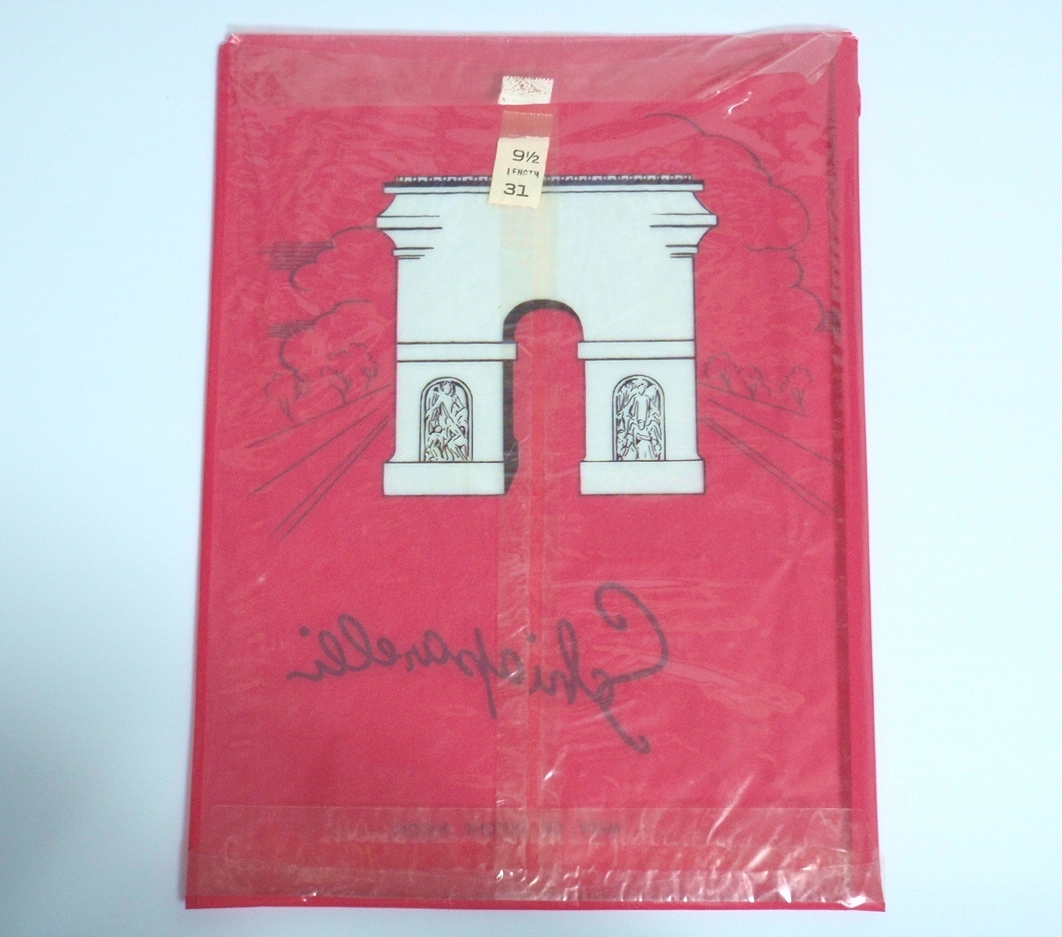 9½
LENGTH
31
Schiaparelli